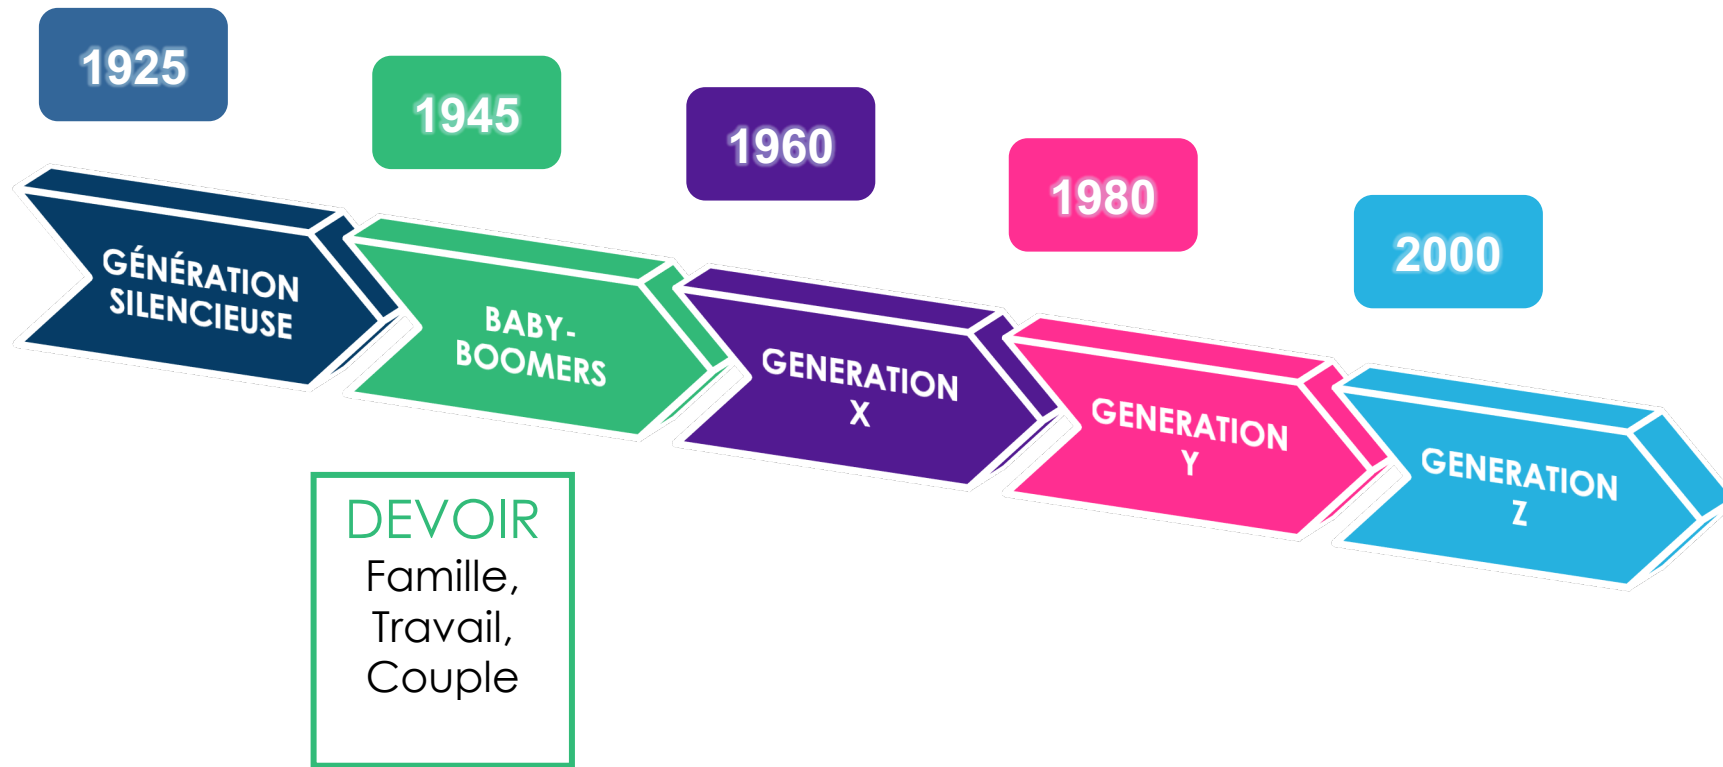 1925
1945
1960
1980
2000
GÉNÉRATION
SILENCIEUSE
BABY-
BOOMERS
GENERATION
X
GENERATION
Y
GENERATION
Z
DEVOIR
Famille,
Travail,
Couple